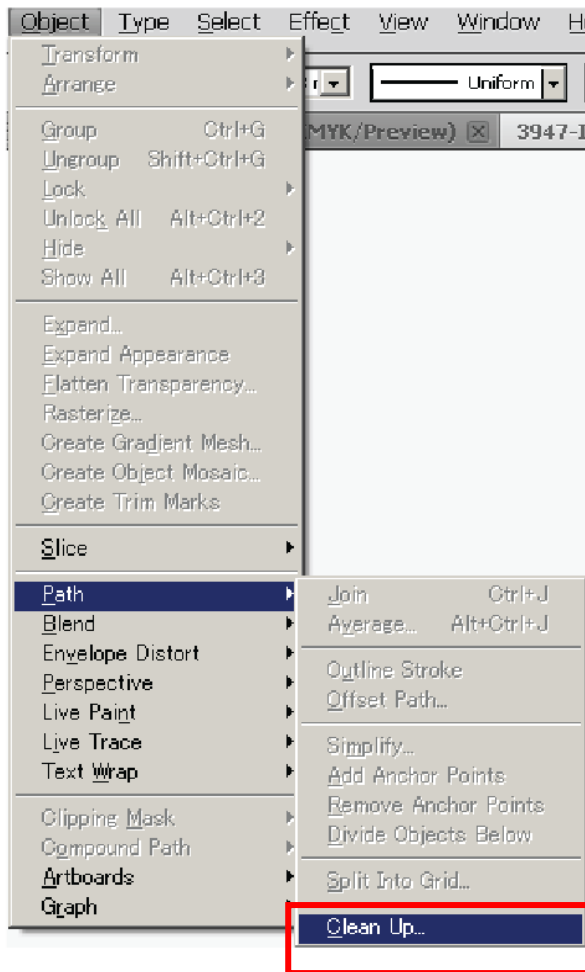 Object Type Select Effect View Window He
Transform
Arrange
Uniform
MYK/Preview) 3947-I
Group Ctrl+G
Ungroup Shift+Ctrl+G
Lock
Unlock All Alt+Ctrl+2
Hide
Show All Alt+Ctrl+3
Expand...
Expand Appearance
Flatten Transparency...
Rasterize...
Create Gradient Mesh...
Create Object Mosaic...
Create Trim Marks
Slice
Path
Blend
Envelope Distort
Perspective
Live Paint
Live Trace
Text Wrap
Clipping Mask
Compound Path
Artboards
Graph
Join Ctrl+J
Average... Alt+Ctrl+J
Outline Stroke
Offset Path...
Simplify...
Add Anchor Points
Remove Anchor Points
Divide Objects Below
Split Into Grid...
Clean Up...